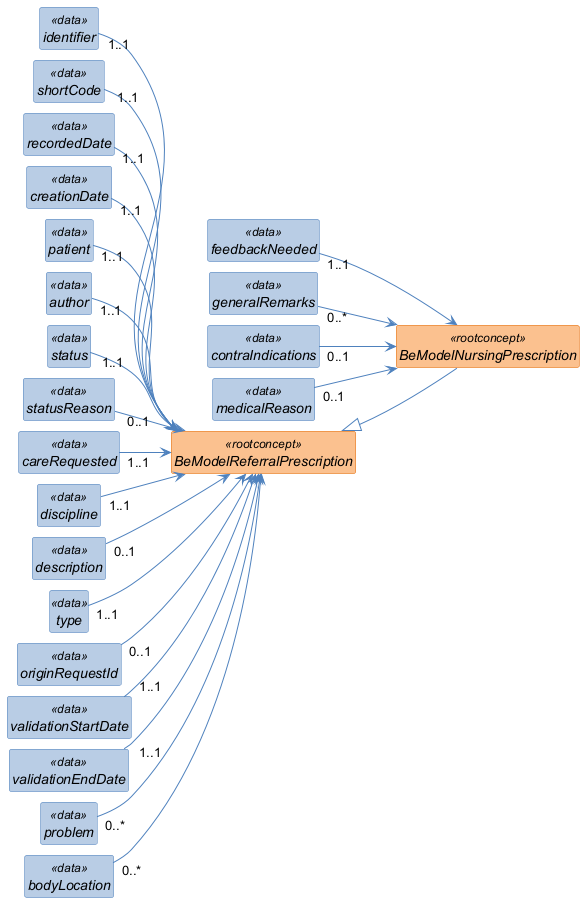 «data»
identifier
1..1
«data»
shortCode
1..1
«data»
recordedDate
1..1
«data»
creationDate
1..1
«data»
patient
1..1
«data»
author
1..1
«data»
status
1..1
«data»
statusReason
0..1
«data»
careRequested
1..1
«data»
discipline
1..1
«data»
description
0..1
«data»
type
1..1
«data»
originRequestId
0..1
«data»
validationStartDate
1..1
«data»
validationEndDate
1..1
«data»
problem
0..*
«data»
bodyLocation
0..*
«rootconcept»
BeModelReferralPrescription
«data»
feedbackNeeded
1..1
«data»
generalRemarks
0..*
«data»
contraIndications
0..1
«data»
medicalReason
0..1
«rootconcept»
BeModelNursingPrescription